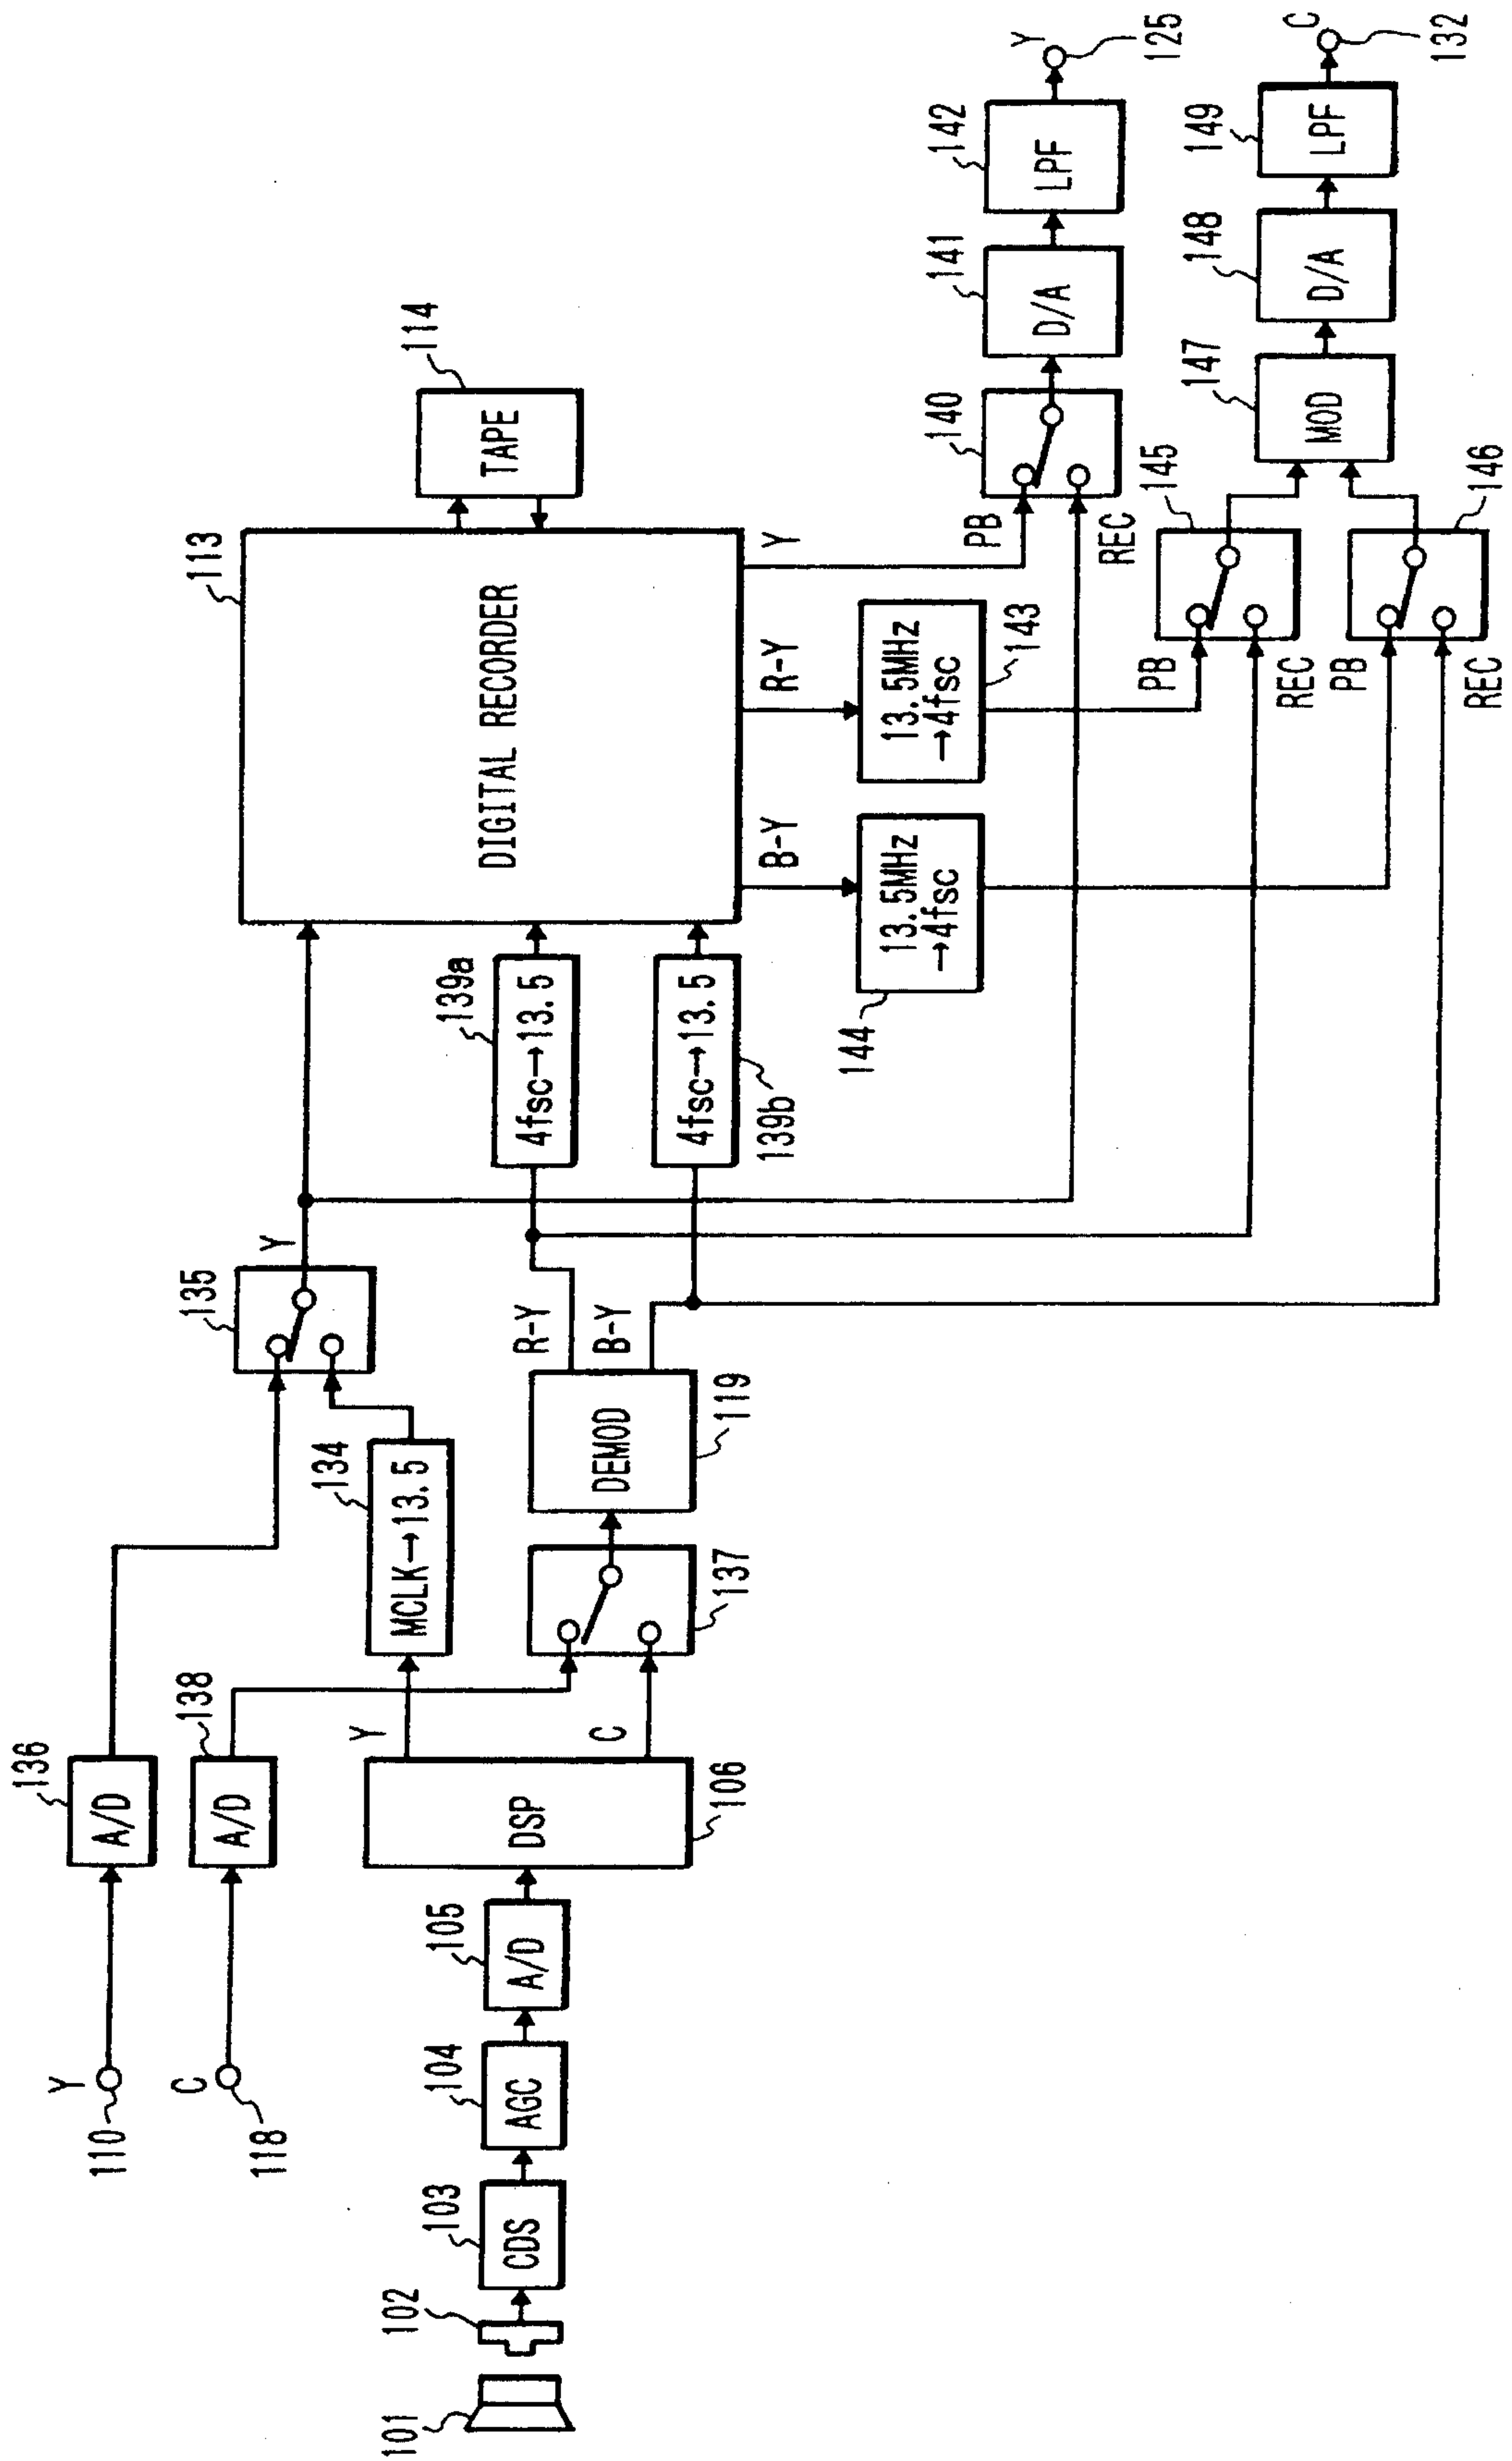 136
Y
110
A/D
138
C
118
A/D
135
Y
134
MCLK→13.5
101
102
103
CDS
104
AGC
105
A/D
DSP
106
Y
C
137
DEMOD
119
R-Y
B-Y
139a
4fsc→13.5
4fsc→13.5
139b
113
DIGITAL RECORDER
114
TAPE
B-Y
R-Y
Y
144
13.5MHz
→4fsc
13.5MHz
→4fsc
143
PB
REC
140
141
D/A
142
LPF
Y
125
PB
REC
145
PB
REC
146
147
MOD
148
D/A
149
LPF
C
132